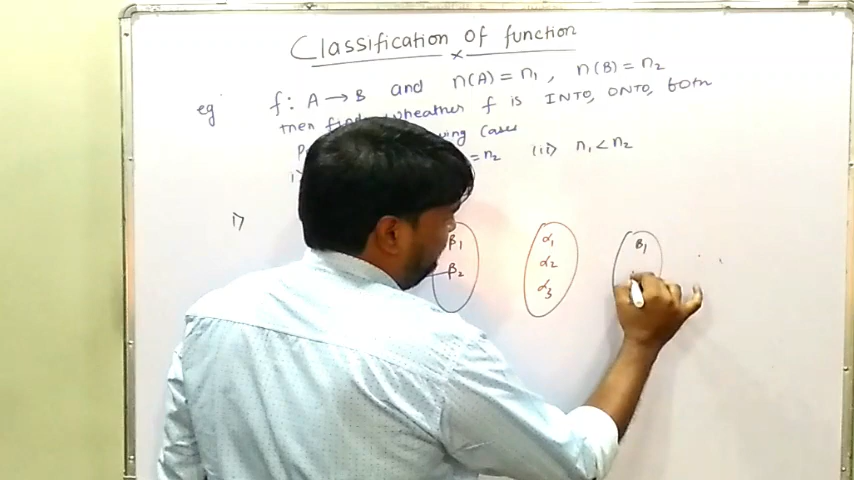 Classification of function
x
eg f: A → B and n(A) = n₁, n(B) = n₂
then find wheather f is INTO, ONTO, both
cases
i) = n₂ (ii) n₁ < n₂
i)
β₁ α₁ β₁
β₂ α₂
α₃